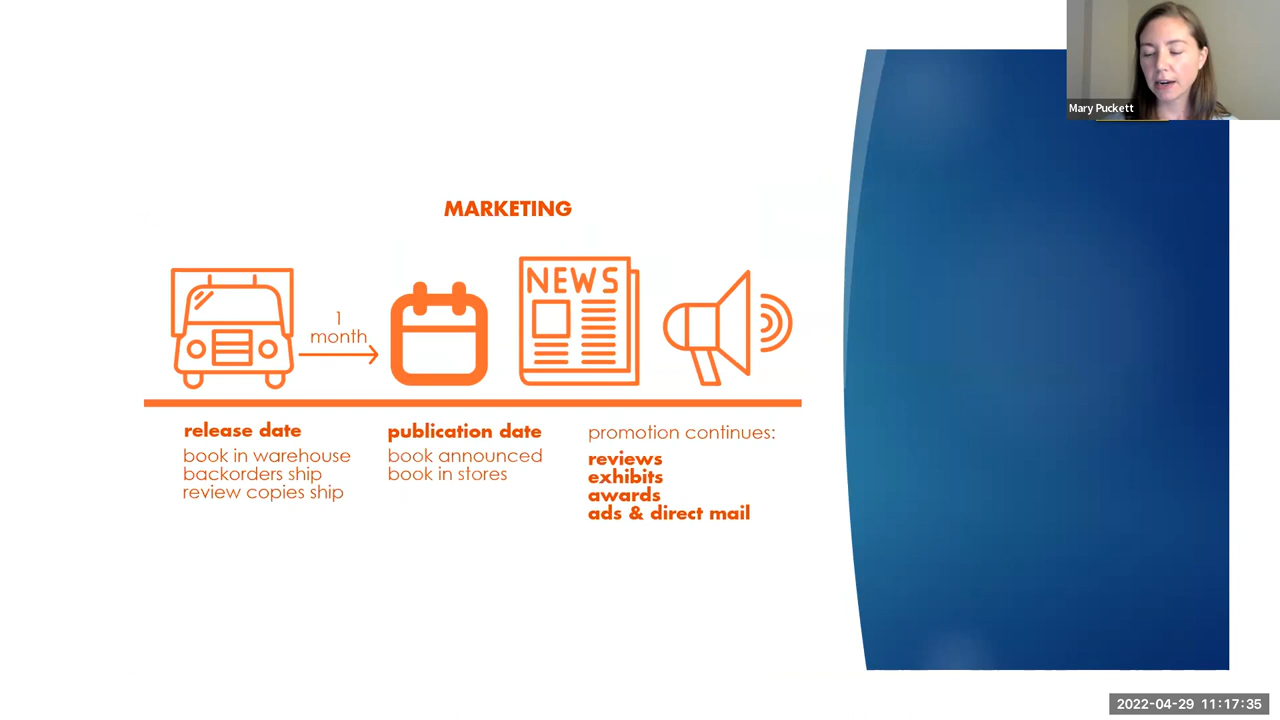 Mary Puckett
MARKETING
NEWS
1
month
release date
book in warehouse
backorders ship
review copies ship
publication date
book announced
book in stores
promotion continues:
reviews
exhibits
awards
ads & direct mail
2022-04-29 11:17:35